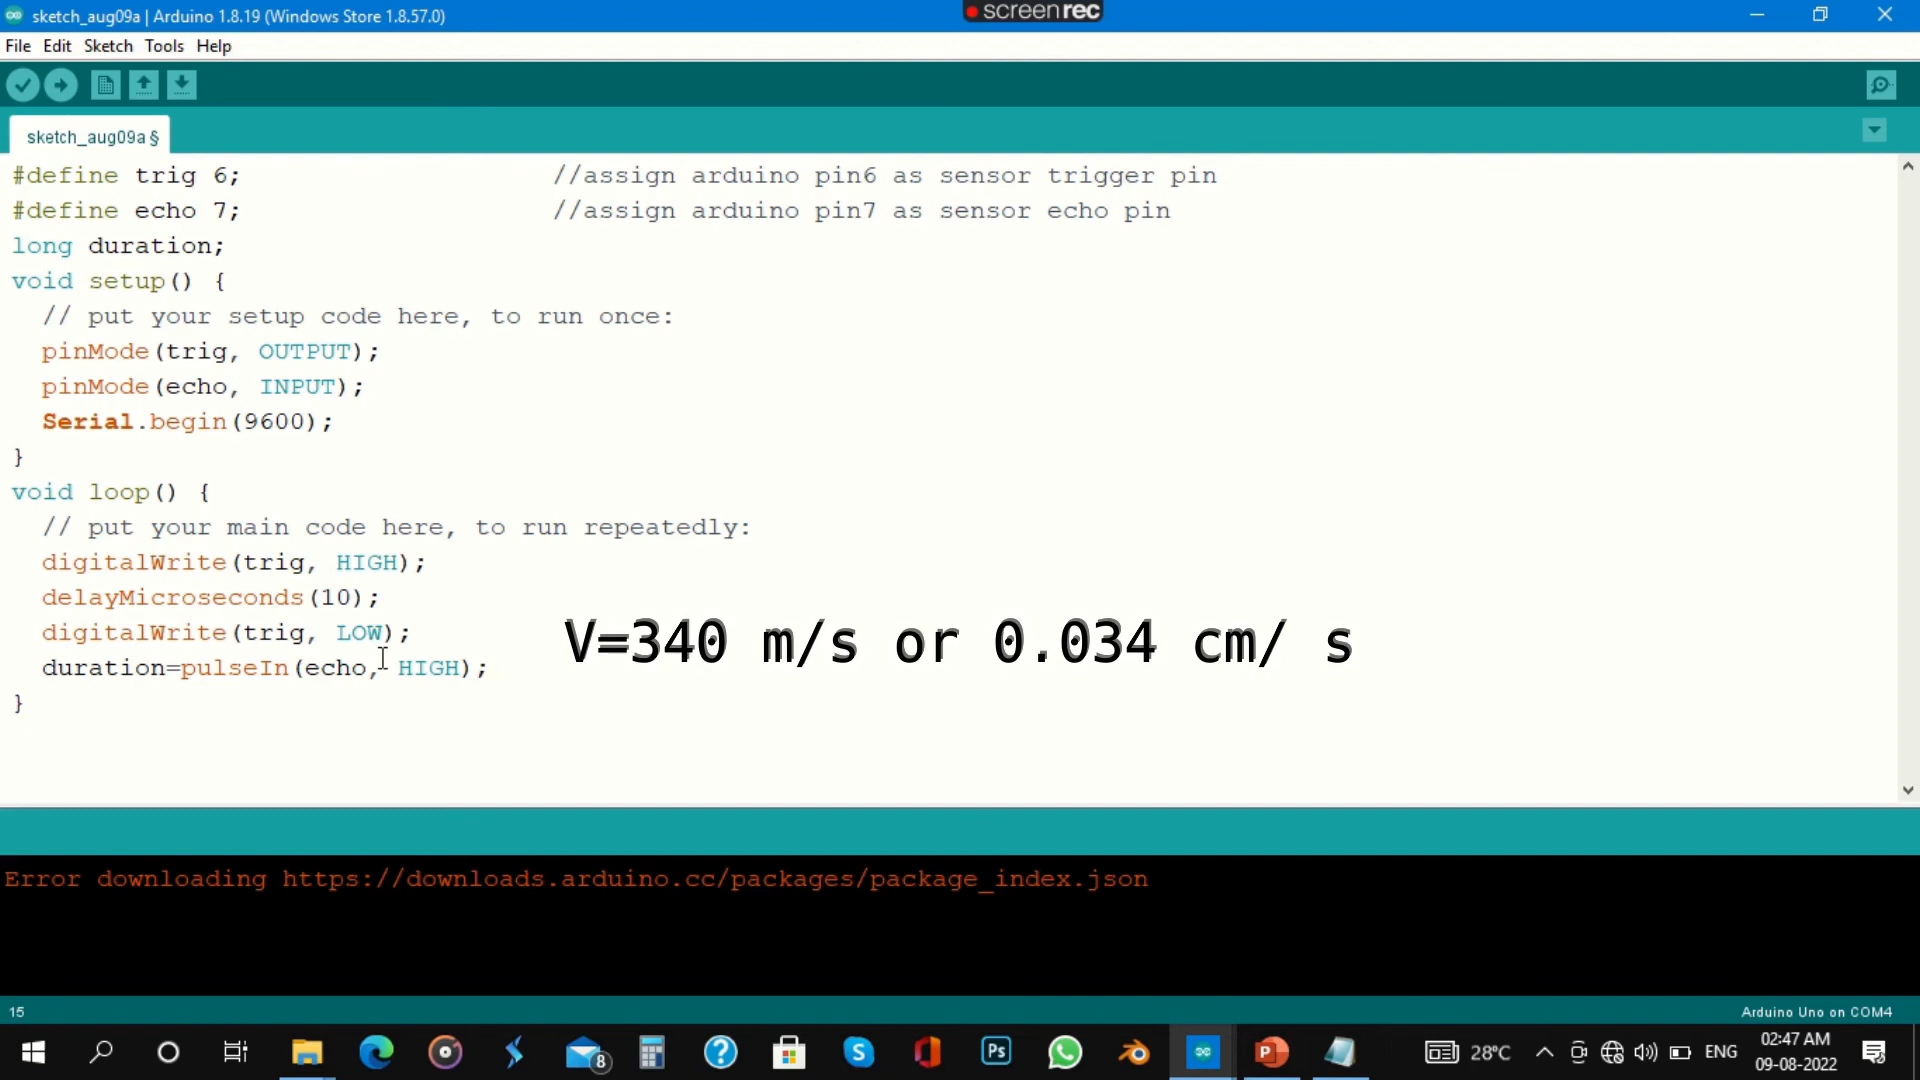 sketch_aug09a | Arduino 1.8.19 (Windows Store 1.8.57.0)
screenrec
File Edit Sketch Tools Help
sketch_aug09a §
#define trig 6; //assign arduino pin6 as sensor trigger pin
#define echo 7; //assign arduino pin7 as sensor echo pin
long duration;
void setup() {
// put your setup code here, to run once:
pinMode(trig, OUTPUT);
pinMode(echo, INPUT);
Serial.begin(9600);
}
void loop() {
// put your main code here, to run repeatedly:
digitalWrite(trig, HIGH);
delayMicroseconds(10);
digitalWrite(trig, LOW);
V=340 m/s or 0.034 cm/ s
duration=pulseIn(echo, HIGH);
}
Error downloading https://downloads.arduino.cc/packages/package_index.json
15
Arduino Uno on COM4
8
Ps
P
28°C
ENG
02:47 AM
09-08-2022